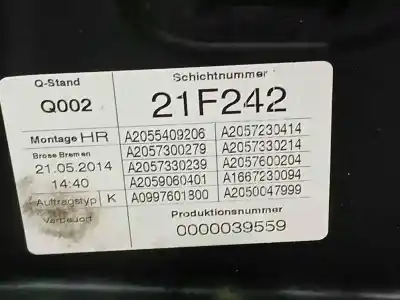 Q-Stand Schichtnummer
Q002 21F242
Montage HR A2055409206 A2057230414
Brose Bremen A2057300279 A2057330214
21.05.2014 A2057330239 A2057600204
14:40 A2059060401 A1667230094
Auftragstyp K A0997601800 A2050047999
Verbauort Produktionsnummer
0000039559